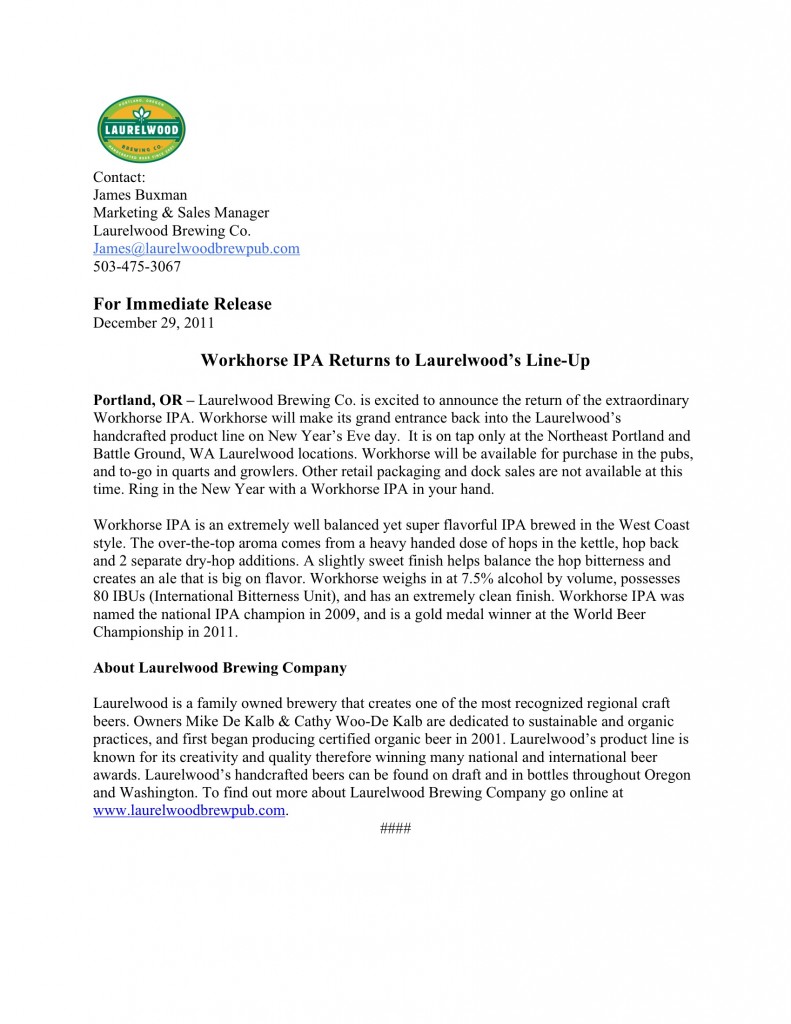 PORTLAND, OREGON
LAURELWOOD
BREWING CO.
Contact:
James Buxman
Marketing & Sales Manager
Laurelwood Brewing Co.
James@laurelwoodbrewpub.com
503-475-3067
For Immediate Release
December 29, 2011
Workhorse IPA Returns to Laurelwood’s Line-Up
Portland, OR – Laurelwood Brewing Co. is excited to announce the return of the extraordinary
Workhorse IPA. Workhorse will make its grand entrance back into the Laurelwood’s
handcrafted product line on New Year’s Eve day.  It is on tap only at the Northeast Portland and
Battle Ground, WA Laurelwood locations. Workhorse will be available for purchase in the pubs,
and to-go in quarts and growlers. Other retail packaging and dock sales are not available at this
time. Ring in the New Year with a Workhorse IPA in your hand.
Workhorse IPA is an extremely well balanced yet super flavorful IPA brewed in the West Coast
style. The over-the-top aroma comes from a heavy handed dose of hops in the kettle, hop back
and 2 separate dry-hop additions. A slightly sweet finish helps balance the hop bitterness and
creates an ale that is big on flavor. Workhorse weighs in at 7.5% alcohol by volume, possesses
80 IBUs (International Bitterness Unit), and has an extremely clean finish. Workhorse IPA was
named the national IPA champion in 2009, and is a gold medal winner at the World Beer
Championship in 2011.
About Laurelwood Brewing Company
Laurelwood is a family owned brewery that creates one of the most recognized regional craft
beers. Owners Mike De Kalb & Cathy Woo-De Kalb are dedicated to sustainable and organic
practices, and first began producing certified organic beer in 2001. Laurelwood’s product line is
known for its creativity and quality therefore winning many national and international beer
awards. Laurelwood’s handcrafted beers can be found on draft and in bottles throughout Oregon
and Washington. To find out more about Laurelwood Brewing Company go online at
www.laurelwoodbrewpub.com.
####